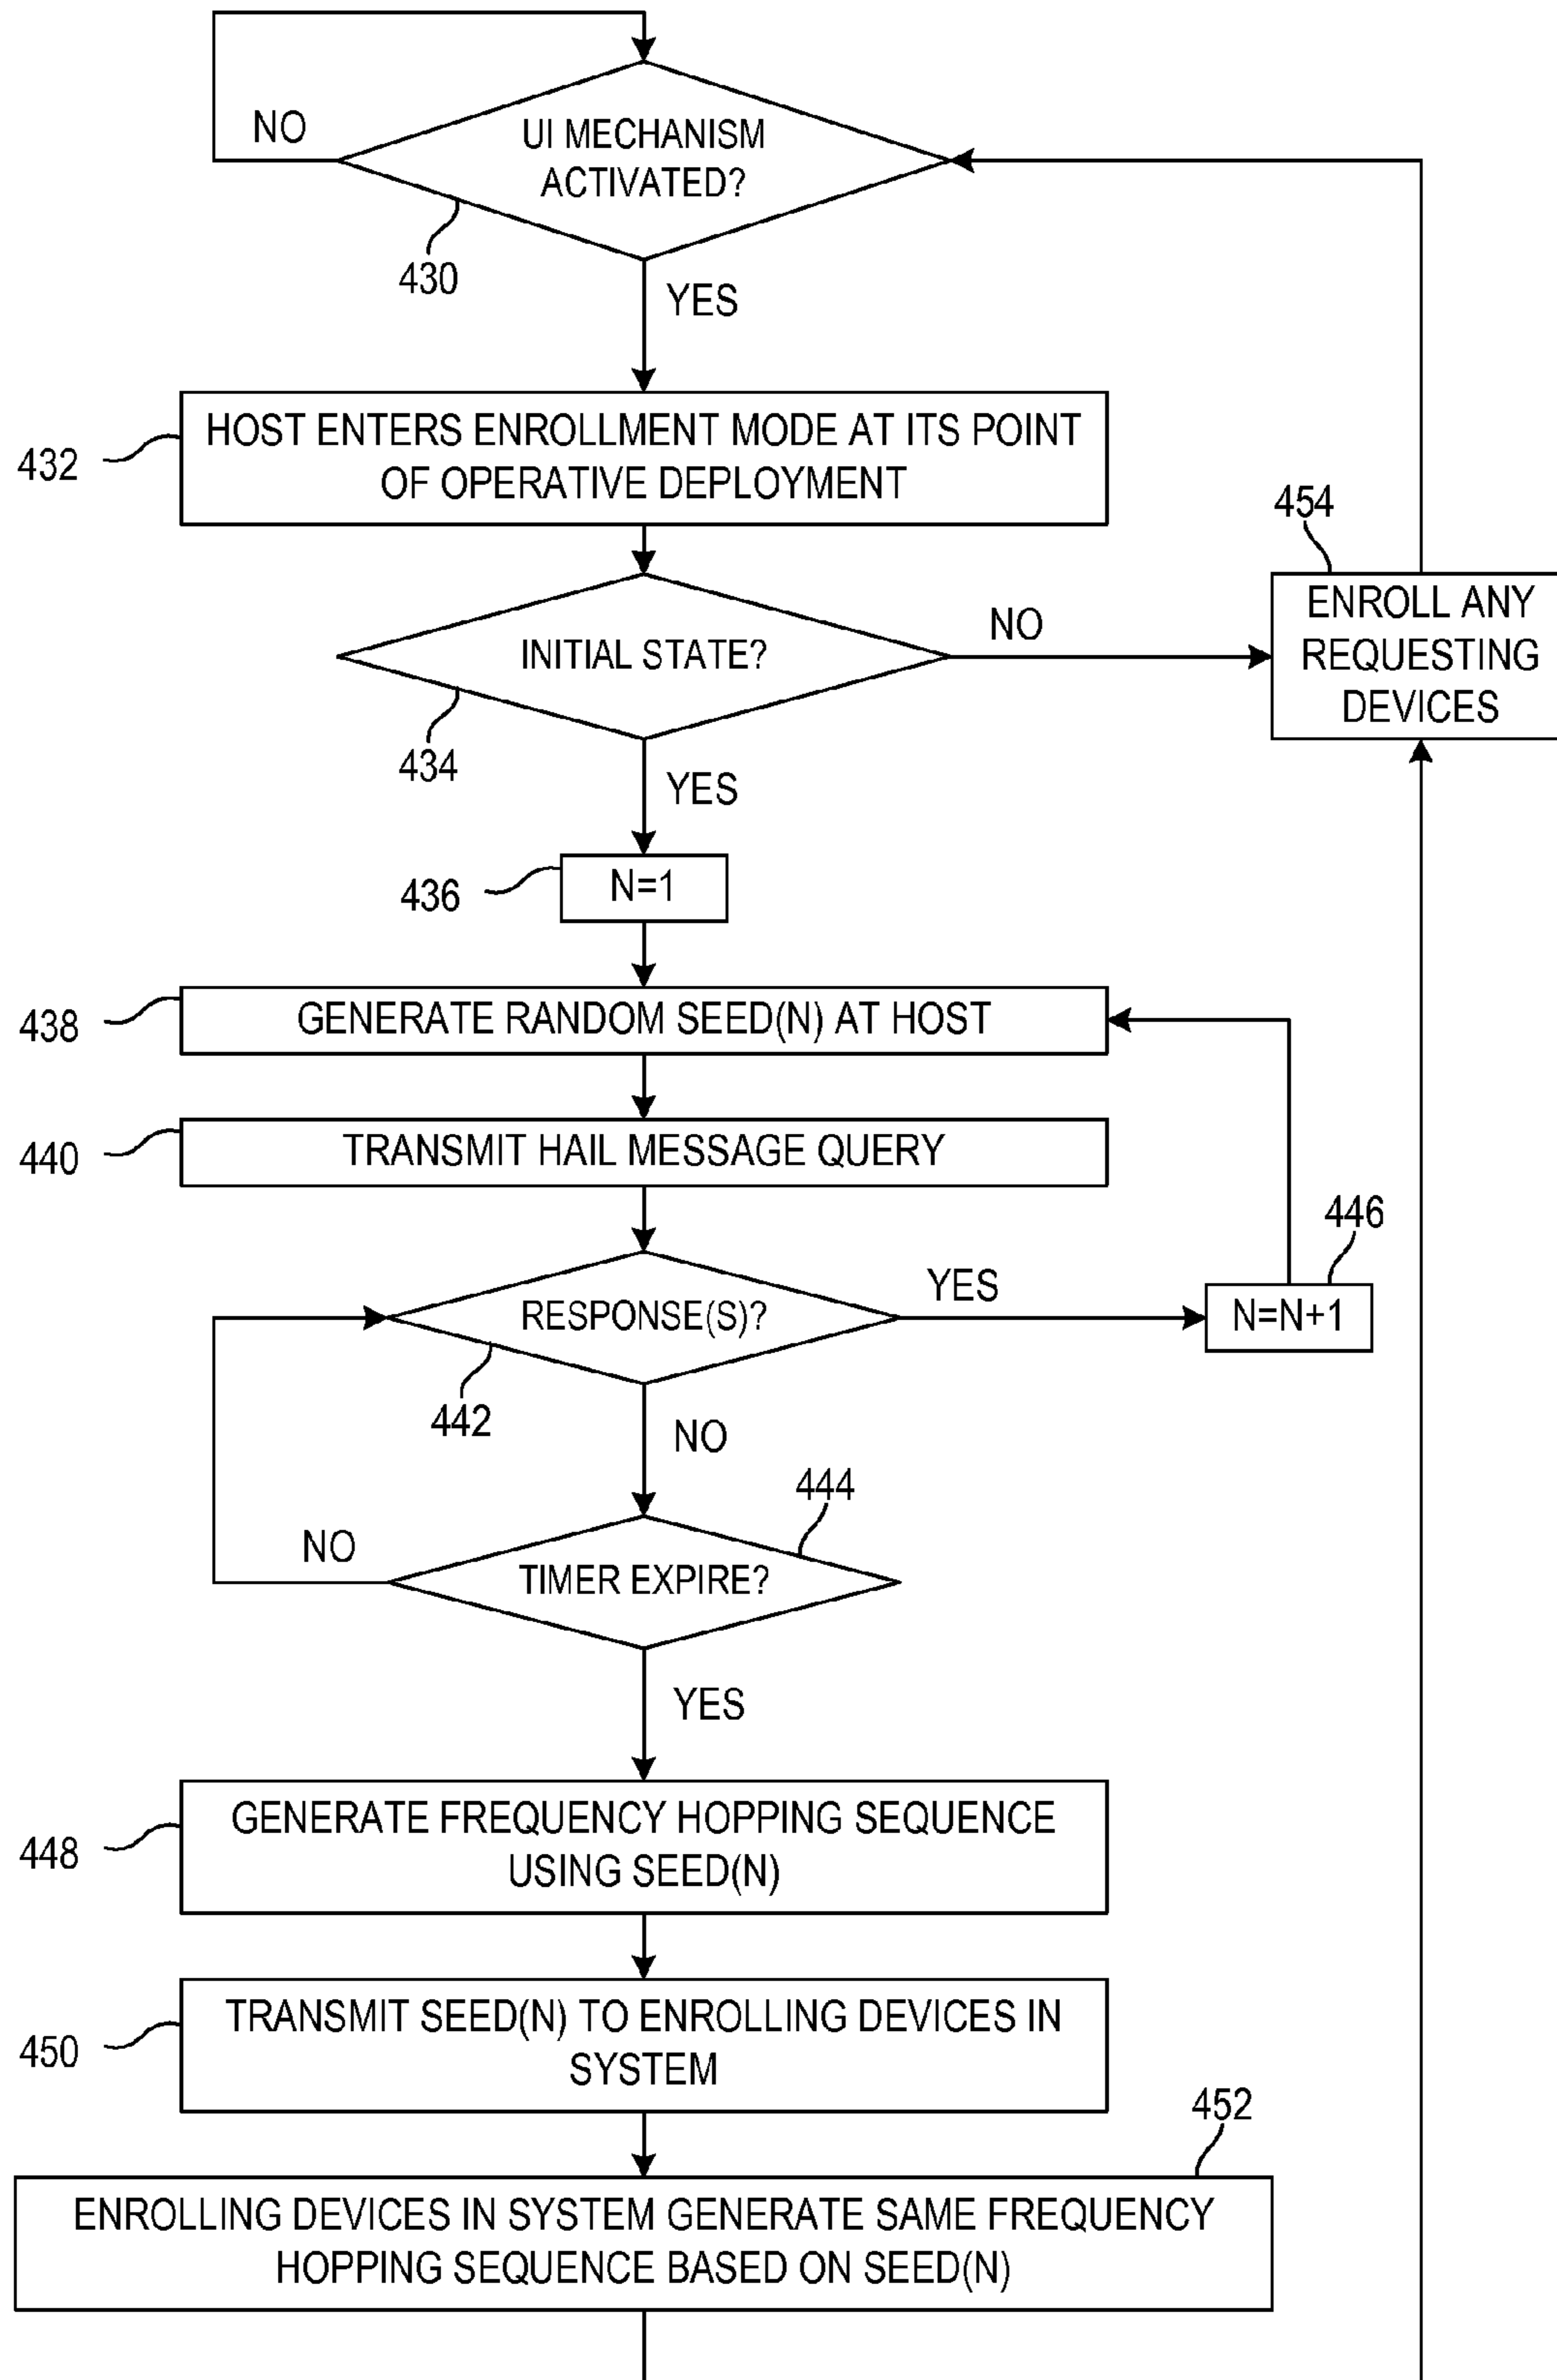 NO
UI MECHANISM
ACTIVATED?
430
YES
HOST ENTERS ENROLLMENT MODE AT ITS POINT
OF OPERATIVE DEPLOYMENT
432
454
ENROLL ANY
REQUESTING
DEVICES
INITIAL STATE?
NO
434
YES
436
N=1
438
GENERATE RANDOM SEED(N) AT HOST
440
TRANSMIT HAIL MESSAGE QUERY
446
RESPONSE(S)?
YES
N=N+1
442
NO
444
NO
TIMER EXPIRE?
YES
448
GENERATE FREQUENCY HOPPING SEQUENCE
USING SEED(N)
450
TRANSMIT SEED(N) TO ENROLLING DEVICES IN
SYSTEM
452
ENROLLING DEVICES IN SYSTEM GENERATE SAME FREQUENCY
HOPPING SEQUENCE BASED ON SEED(N)